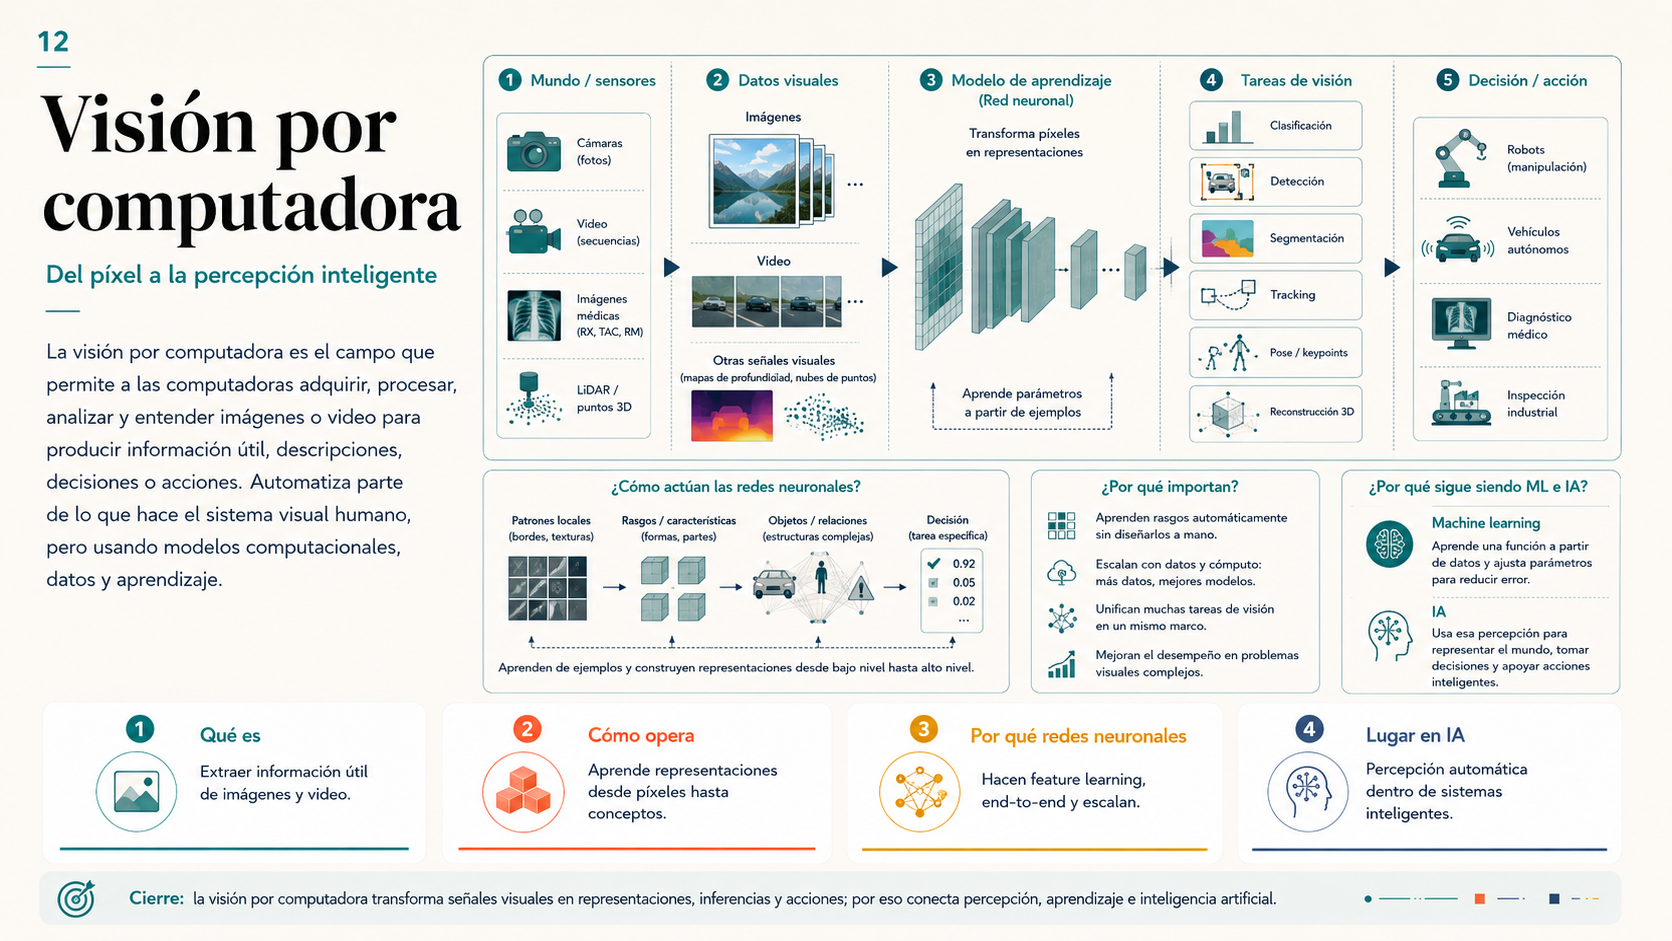 12
Visión por
computadora
Del píxel a la percepción inteligente
La visión por computadora es el campo que
permite a las computadoras adquirir, procesar,
analizar y entender imágenes o video para
producir información útil, descripciones,
decisiones o acciones. Automatiza parte
de lo que hace el sistema visual humano,
pero usando modelos computacionales,
datos y aprendizaje.
1 Mundo / sensores
Cámaras
(fotos)
Video
(secuencias)
Imágenes
médicas
(RX, TAC, RM)
LiDAR /
puntos 3D
2 Datos visuales
Imágenes
...
Video
...
Otras señales visuales
(mapas de profundidad, nubes de puntos)
3 Modelo de aprendizaje
(Red neuronal)
Transforma píxeles
en representaciones
...
Aprende parámetros
a partir de ejemplos
4 Tareas de visión
Clasificación
Detección
Segmentación
Tracking
Pose / keypoints
Reconstrucción 3D
5 Decisión / acción
Robots
(manipulación)
Vehículos
autónomos
Diagnóstico
médico
Inspección
industrial
¿Cómo actúan las redes neuronales?
Patrones locales
(bordes, texturas)
Rasgos / características
(formas, partes)
Objetos / relaciones
(estructuras complejas)
Decisión
(tarea específica)
0.92
0.05
0.02
...
Aprenden de ejemplos y construyen representaciones desde bajo nivel hasta alto nivel.
¿Por qué importan?
Aprenden rasgos automáticamente
sin diseñarlos a mano.
Escalan con datos y cómputo:
más datos, mejores modelos.
Unifican muchas tareas de visión
en un mismo marco.
Mejoran el desempeño en problemas
visuales complejos.
¿Por qué sigue siendo ML e IA?
Machine learning
Aprende una función a partir
de datos y ajusta parámetros
para reducir error.
IA
Usa esa percepción para
representar el mundo, tomar
decisiones y apoyar acciones
inteligentes.
1 Qué es
Extraer información útil
de imágenes y video.
2 Cómo opera
Aprende representaciones
desde píxeles hasta
conceptos.
3 Por qué redes neuronales
Hacen feature learning,
end-to-end y escalan.
4 Lugar en IA
Percepción automática
dentro de sistemas
inteligentes.
Cierre: la visión por computadora transforma señales visuales en representaciones, inferencias y acciones; por eso conecta percepción, aprendizaje e inteligencia artificial.